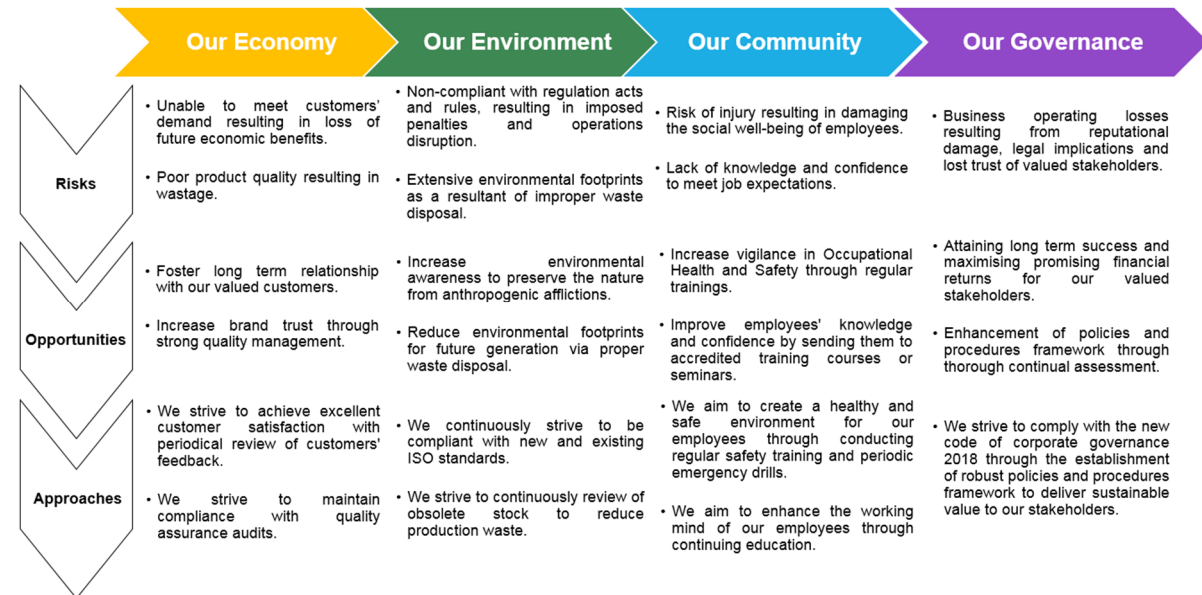 Our Economy
Our Environment
Our Community
Our Governance
Risks
• Unable to meet customers'
demand resulting in loss of
future economic benefits.
• Poor product quality resulting in
wastage.
• Non-compliant with regulation acts
and rules, resulting in imposed
penalties and operations
disruption.
• Extensive environmental footprints
as a resultant of improper waste
disposal.
• Risk of injury resulting in damaging
the social well-being of employees.
• Lack of knowledge and confidence
to meet job expectations.
• Business operating losses
resulting from reputational
damage, legal implications and
lost trust of valued stakeholders.
Opportunities
• Foster long term relationship
with our valued customers.
• Increase brand trust through
strong quality management.
• Increase environmental
awareness to preserve the nature
from anthropogenic afflictions.
• Reduce environmental footprints
for future generation via proper
waste disposal.
• Increase vigilance in Occupational
Health and Safety through regular
trainings.
• Improve employees' knowledge
and confidence by sending them to
accredited training courses or
seminars.
• Attaining long term success and
maximising promising financial
returns for our valued
stakeholders.
• Enhancement of policies and
procedures framework through
thorough continual assessment.
Approaches
• We strive to achieve excellent
customer satisfaction with
periodical review of customers'
feedback.
• We strive to maintain
compliance with quality
assurance audits.
• We continuously strive to be
compliant with new and existing
ISO standards.
• We strive to continuously review of
obsolete stock to reduce
production waste.
• We aim to create a healthy and
safe environment for our
employees through conducting
regular safety training and periodic
emergency drills.
• We aim to enhance the working
mind of our employees through
continuing education.
• We strive to comply with the new
code of corporate governance
2018 through the establishment
of robust policies and procedures
framework to deliver sustainable
value to our stakeholders.